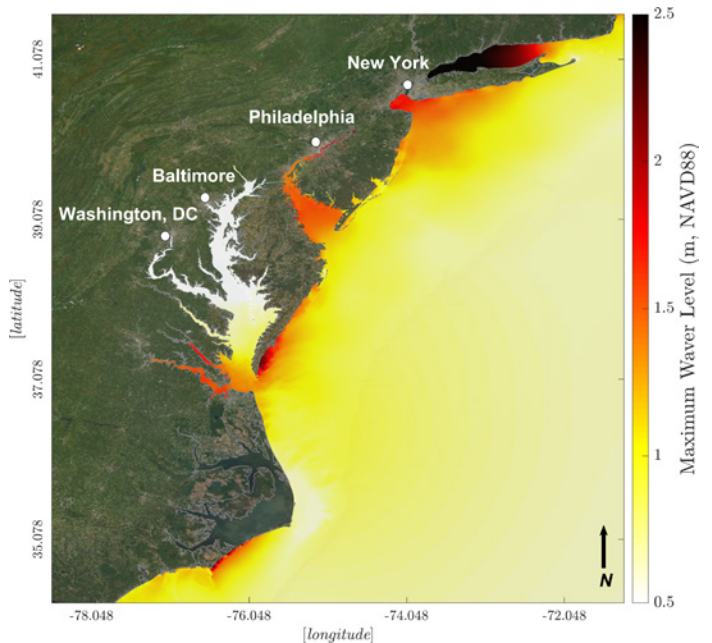 2.5
41.078
New York
Philadelphia
2
Baltimore
39.078
Washington, DC
[latitude]
1.5
Maximum Waver Level (m, NAVD88)
37.078
1
35.078
N
0.5
-78.048
-76.048
-74.048
-72.048
[longitude]